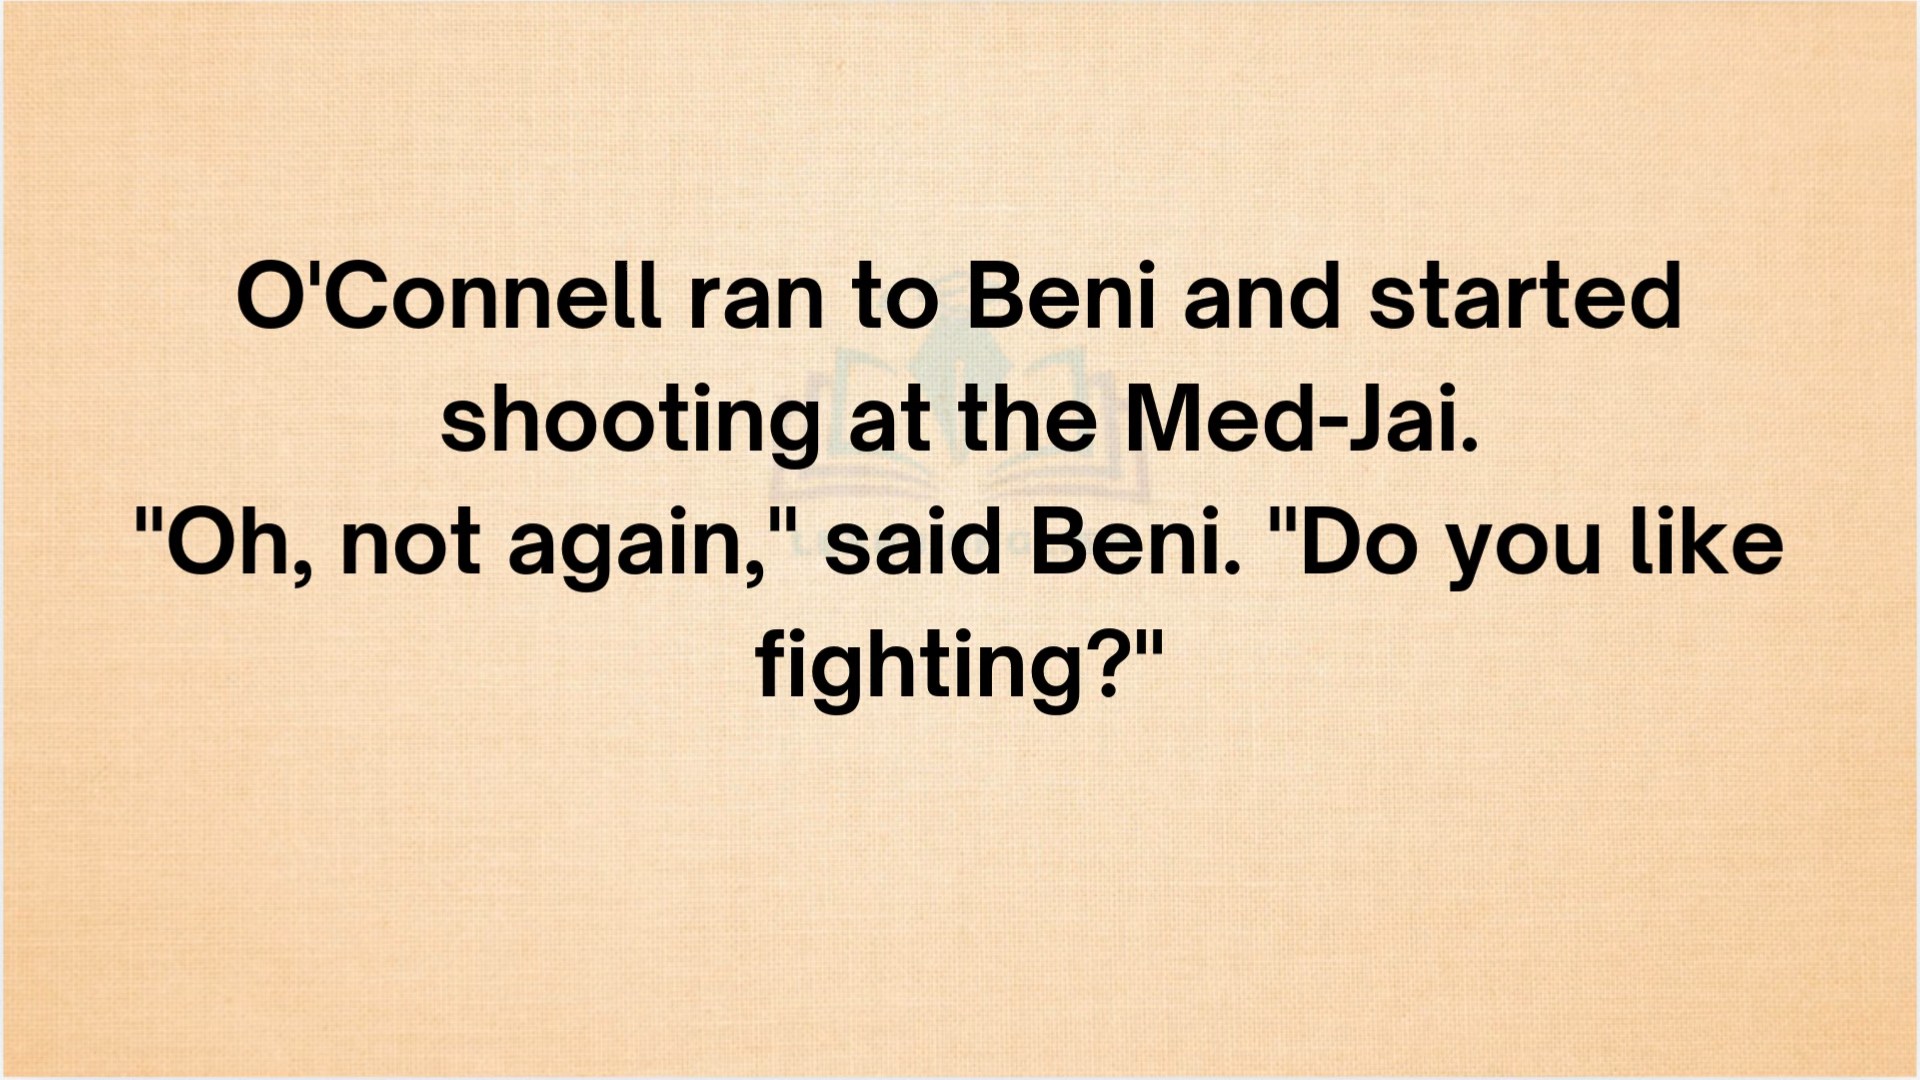 O'Connell ran to Beni and started
shooting at the Med-Jai.
"Oh, not again," said Beni. "Do you like
fighting?"